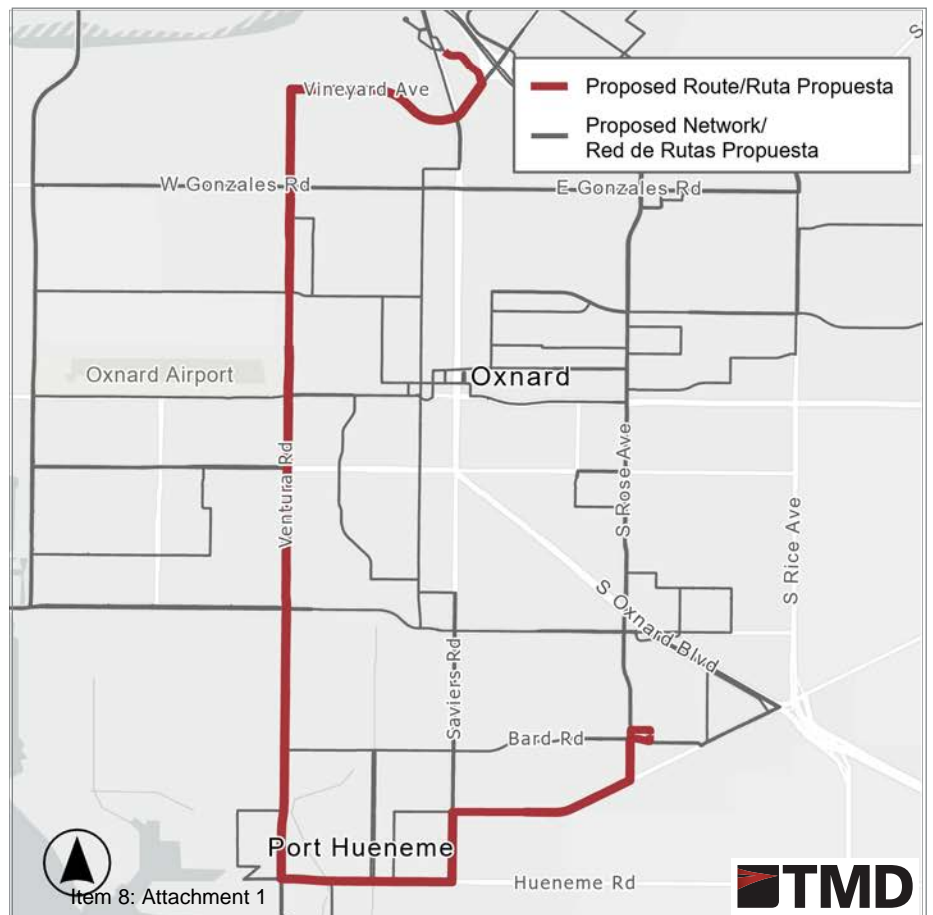 Vineyard Ave
Proposed Route/Ruta Propuesta
Proposed Network/
Red de Rutas Propuesta
W Gonzales Rd
E Gonzales Rd
Oxnard Airport
Oxnard
Ventura Rd
S Rose Ave
S Rice Ave
S Oxnard Blvd
Saviers Rd
Bard Rd
Port Hueneme
Hueneme Rd
Item 8: Attachment 1
TMD